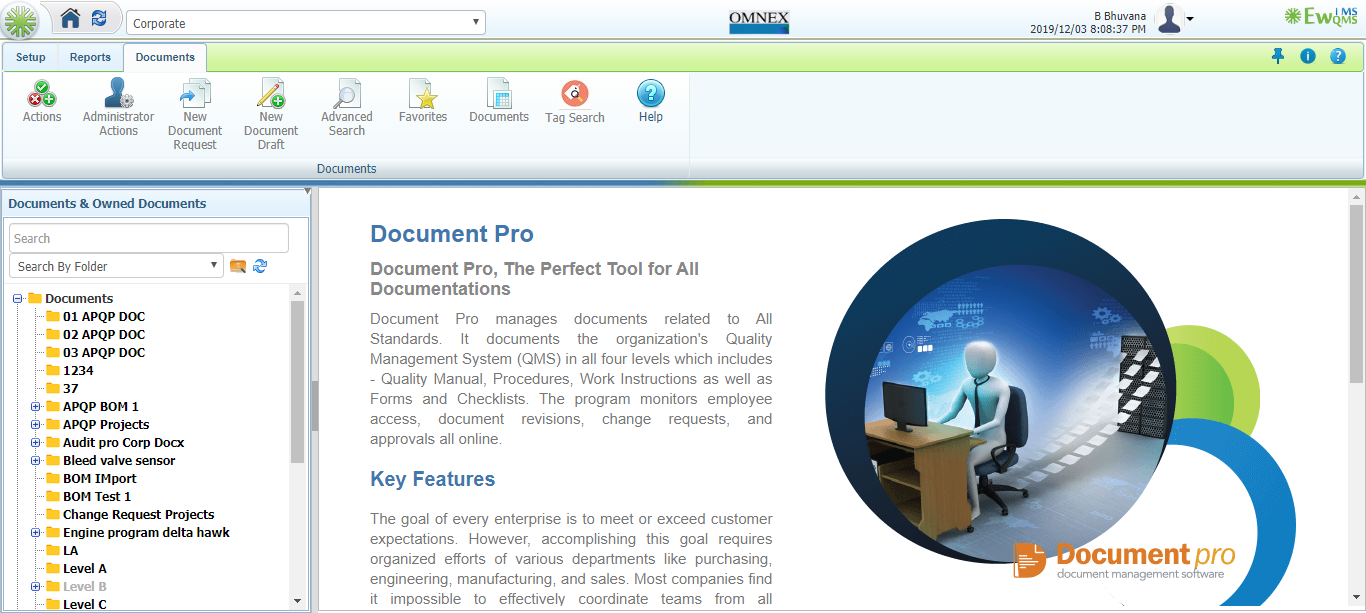 Corporate
OMNEX
B Bhuvana
2019/12/03 8:08:37 PM
EwQMS
iMS
Setup
Reports
Documents
Actions
Administrator
Actions
New
Document
Request
New
Document
Draft
Advanced
Search
Favorites
Documents
Tag Search
Help
Documents
Documents & Owned Documents
Search
Search By Folder
Documents
01 APQP DOC
02 APQP DOC
03 APQP DOC
1234
37
APQP BOM 1
APQP Projects
Audit pro Corp Docx
Bleed valve sensor
BOM IMport
BOM Test 1
Change Request Projects
Engine program delta hawk
LA
Level A
Level B
Level C
Document Pro
Document Pro, The Perfect Tool for All
Documentations
Document Pro manages documents related to All
Standards. It documents the organization's Quality
Management System (QMS) in all four levels which includes
- Quality Manual, Procedures, Work Instructions as well as
Forms and Checklists. The program monitors employee
access, document revisions, change requests, and
approvals all online.
Key Features
The goal of every enterprise is to meet or exceed customer
expectations. However, accomplishing this goal requires
organized efforts of various departments like purchasing,
engineering, manufacturing, and sales. Most companies find
it impossible to effectively coordinate teams from all
Document pro
document management software